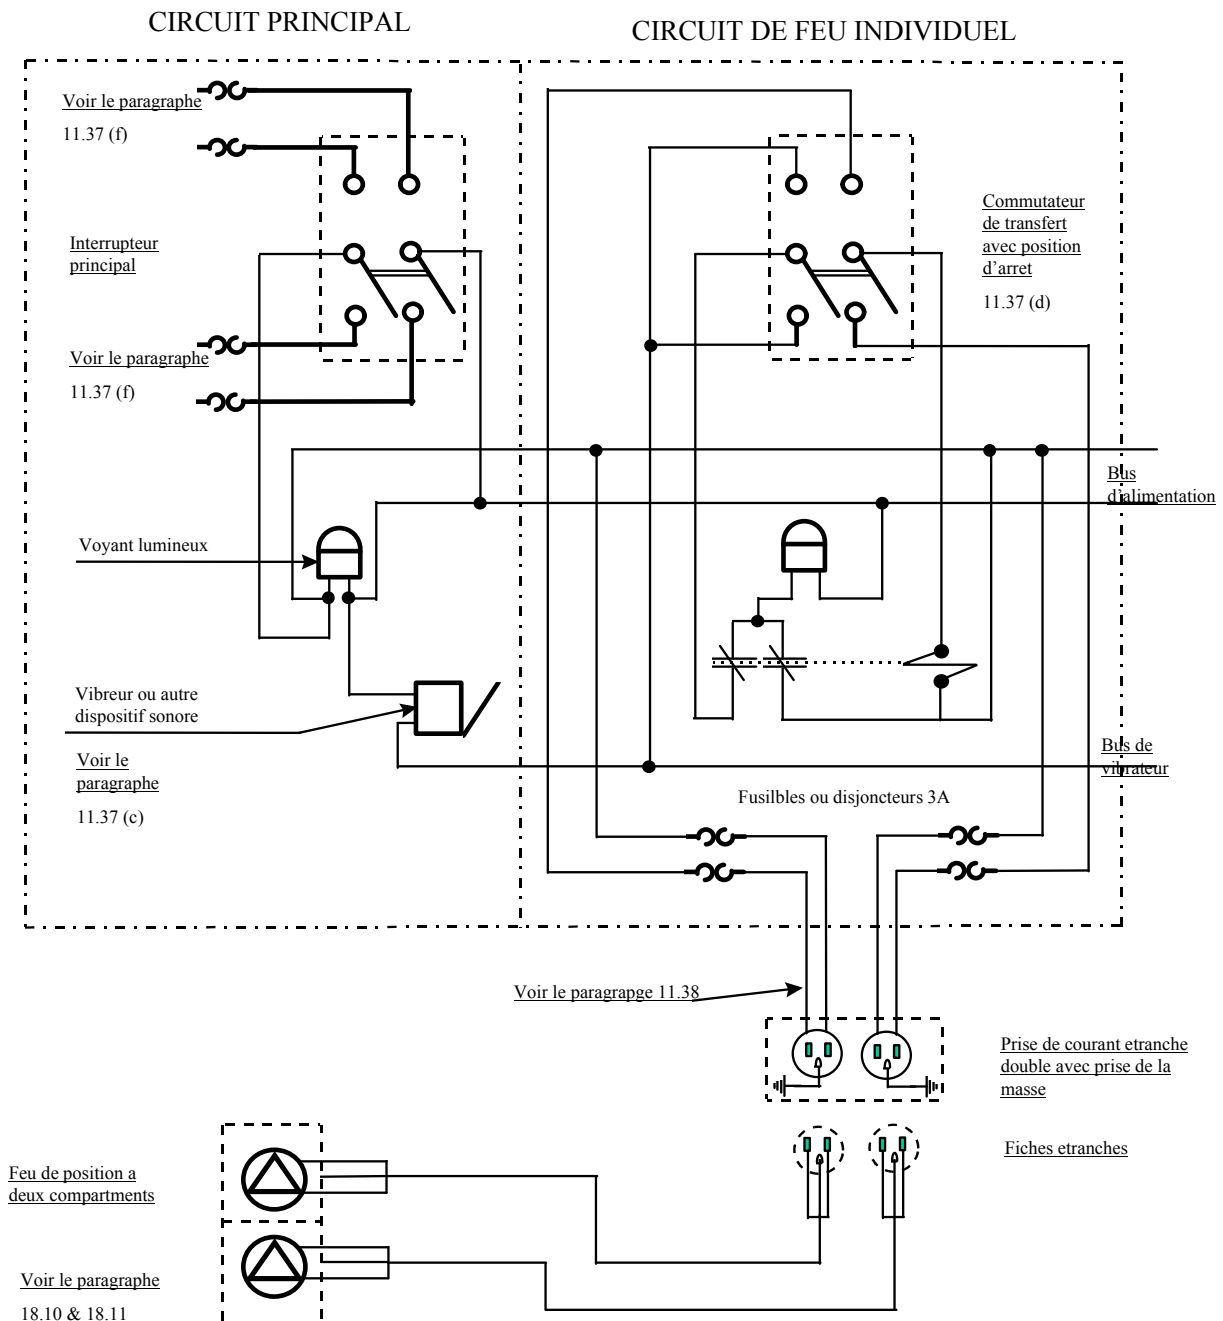 CIRCUIT PRINCIPAL
CIRCUIT DE FEU INDIVIDUEL
Voir le paragraphe
11.37 (f)
Interrupteur
principal
Voir le paragraphe
11.37 (f)
Commutateur
de transfert
avec position
d'arret
11.37 (d)
Bus
d'alimentation
Voyant lumineux
Vibreur ou autre
dispositif sonore
Voir le
paragraphe
11.37 (c)
Bus de
vibrateur
Fusilbles ou disjoncteurs 3A
Voir le paragrapge 11.38
Prise de courant etranche
double avec prise de la
masse
Fiches etranches
Feu de position a
deux compartments
Voir le paragraphe
18.10 & 18.11